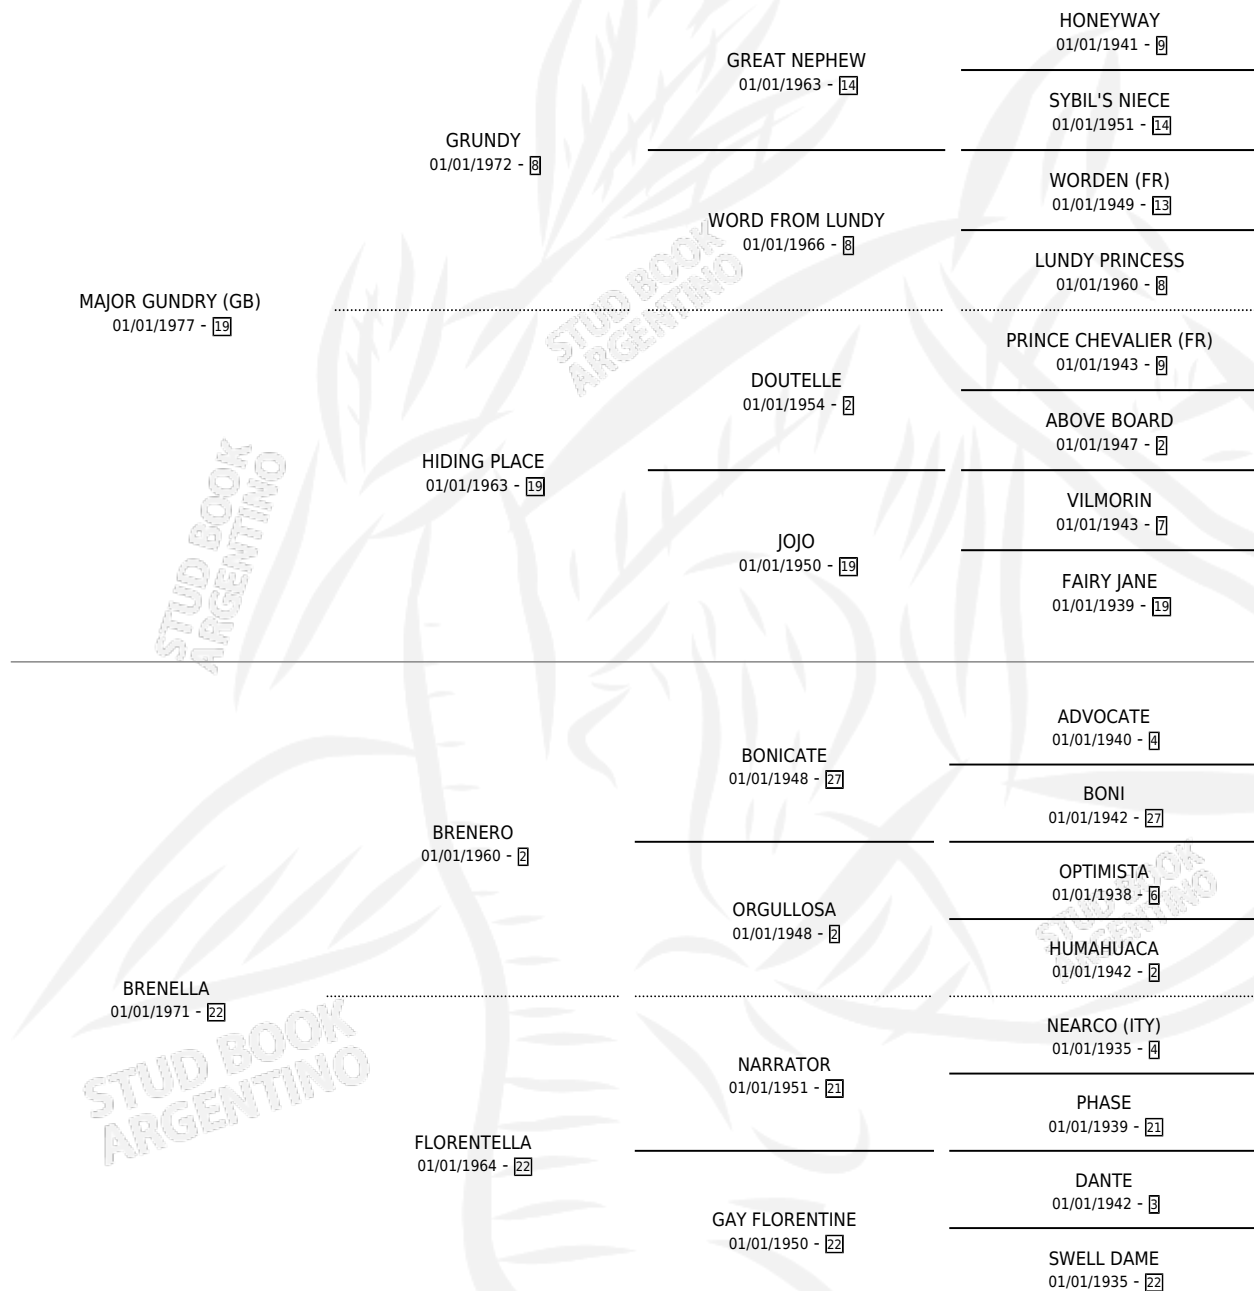 HONEYWAY
01/01/1941 - 9
GREAT NEPHEW
01/01/1963 - 14
SYBIL'S NIECE
01/01/1951 - 14
GRUNDY
01/01/1972 - 8
WORDEN (FR)
01/01/1949 - 13
WORD FROM LUNDY
01/01/1966 - 8
LUNDY PRINCESS
01/01/1960 - 8
MAJOR GUNDRY (GB)
01/01/1977 - 19
STUD BOOK
ARGENTINO
PRINCE CHEVALIER (FR)
01/01/1943 - 9
DOUTELLE
01/01/1954 - 2
ABOVE BOARD
01/01/1947 - 2
HIDING PLACE
01/01/1963 - 19
VILMORIN
01/01/1943 - 7
JOJO
01/01/1950 - 19
FAIRY JANE
01/01/1939 - 19
STUD BOOK
ARGENTINO
ADVOCATE
01/01/1940 - 4
BONICATE
01/01/1948 - 27
BONI
01/01/1942 - 27
BRENERO
01/01/1960 - 2
OPTIMISTA
01/01/1938 - 6
ORGULLOSA
01/01/1948 - 2
STUD BOOK
ARGENTINO
HUMAHUACA
01/01/1942 - 2
BRENELLA
01/01/1971 - 22
STUD BOOK
ARGENTINO
NEARCO (ITY)
01/01/1935 - 4
NARRATOR
01/01/1951 - 21
PHASE
01/01/1939 - 21
FLORENTELLA
01/01/1964 - 22
DANTE
01/01/1942 - 3
GAY FLORENTINE
01/01/1950 - 22
SWELL DAME
01/01/1935 - 22